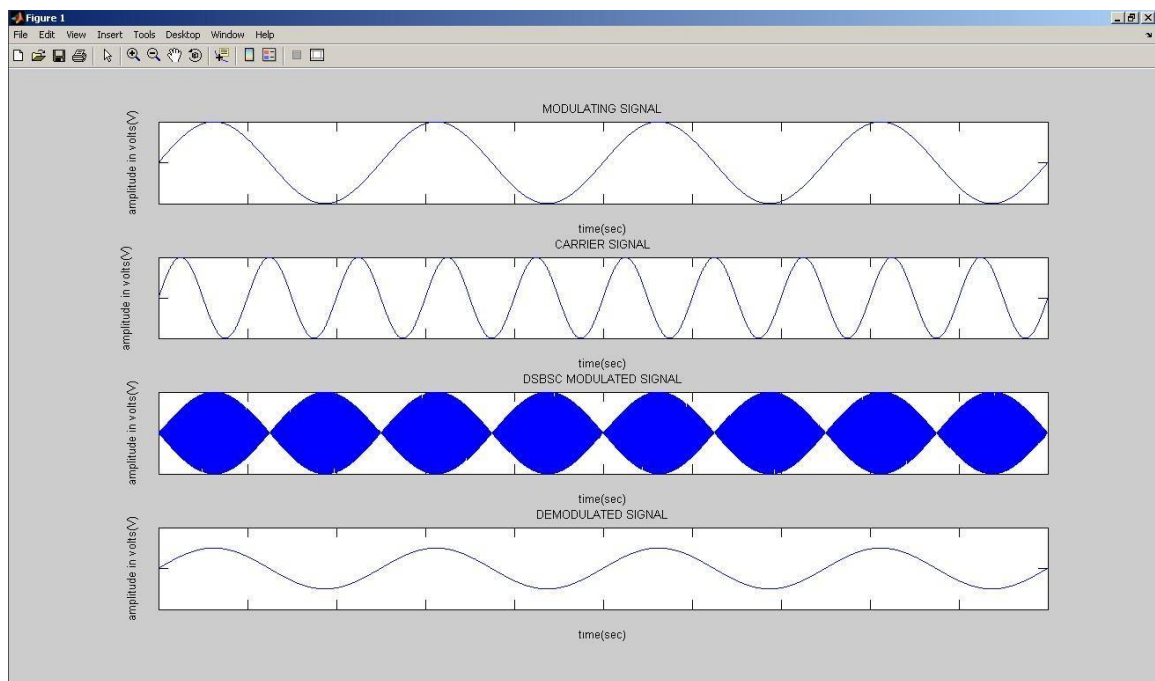 Figure 1
File Edit View Insert Tools Desktop Window Help
MODULATING SIGNAL
amplitude in volts(V)
time(sec)
CARRIER SIGNAL
amplitude in volts(V)
time(sec)
DSBSC MODULATED SIGNAL
amplitude in volts(V)
time(sec)
DEMODULATED SIGNAL
amplitude in volts(V)
time(sec)